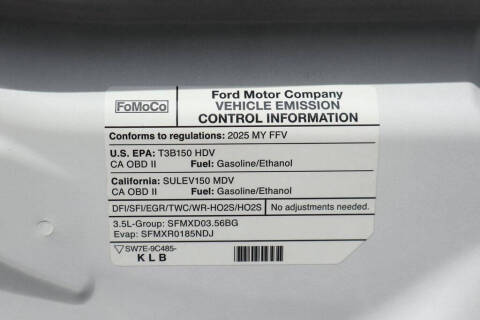 FoMoCo
Ford Motor Company
VEHICLE EMISSION
CONTROL INFORMATION
Conforms to regulations: 2025 MY FFV
U.S. EPA: T3B150 HDV
CA OBD II Fuel: Gasoline/Ethanol
California: SULEV150 MDV
CA OBD II Fuel: Gasoline/Ethanol
DFI/SFI/EGR/TWC/WR-HO2S/HO2S No adjustments needed.
3.5L-Group: SFMXD03.56BG
Evap: SFMXR0185NDJ
SW7E-9C485-
K L B